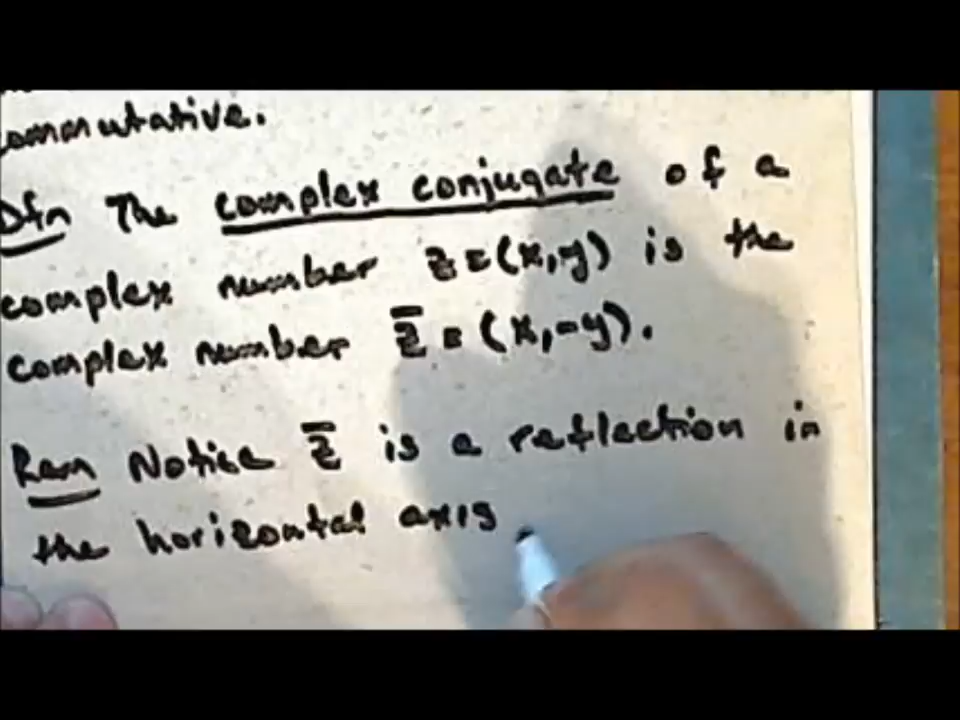 commutative.
Dfn The complex conjugate of a
complex number z=(x,y) is the
complex number z̄=(x,-y).
Rem Notice z̄ is a reflection in
the horizontal axis